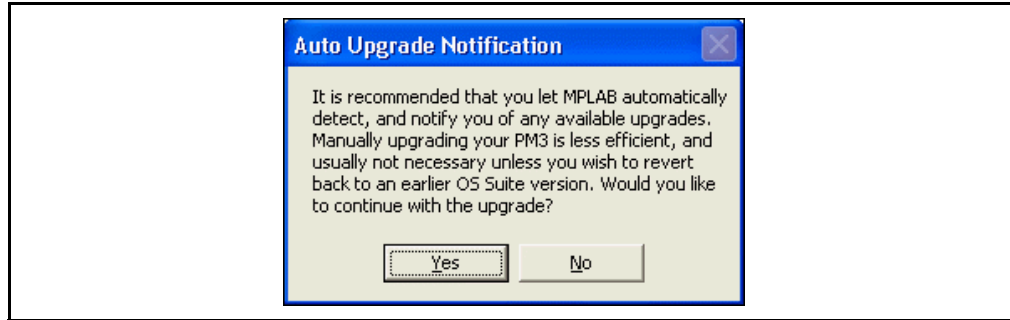 Auto Upgrade Notification
It is recommended that you let MPLAB automatically
detect, and notify you of any available upgrades.
Manually upgrading your PM3 is less efficient, and
usually not necessary unless you wish to revert
back to an earlier OS Suite version. Would you like
to continue with the upgrade?
Yes
No